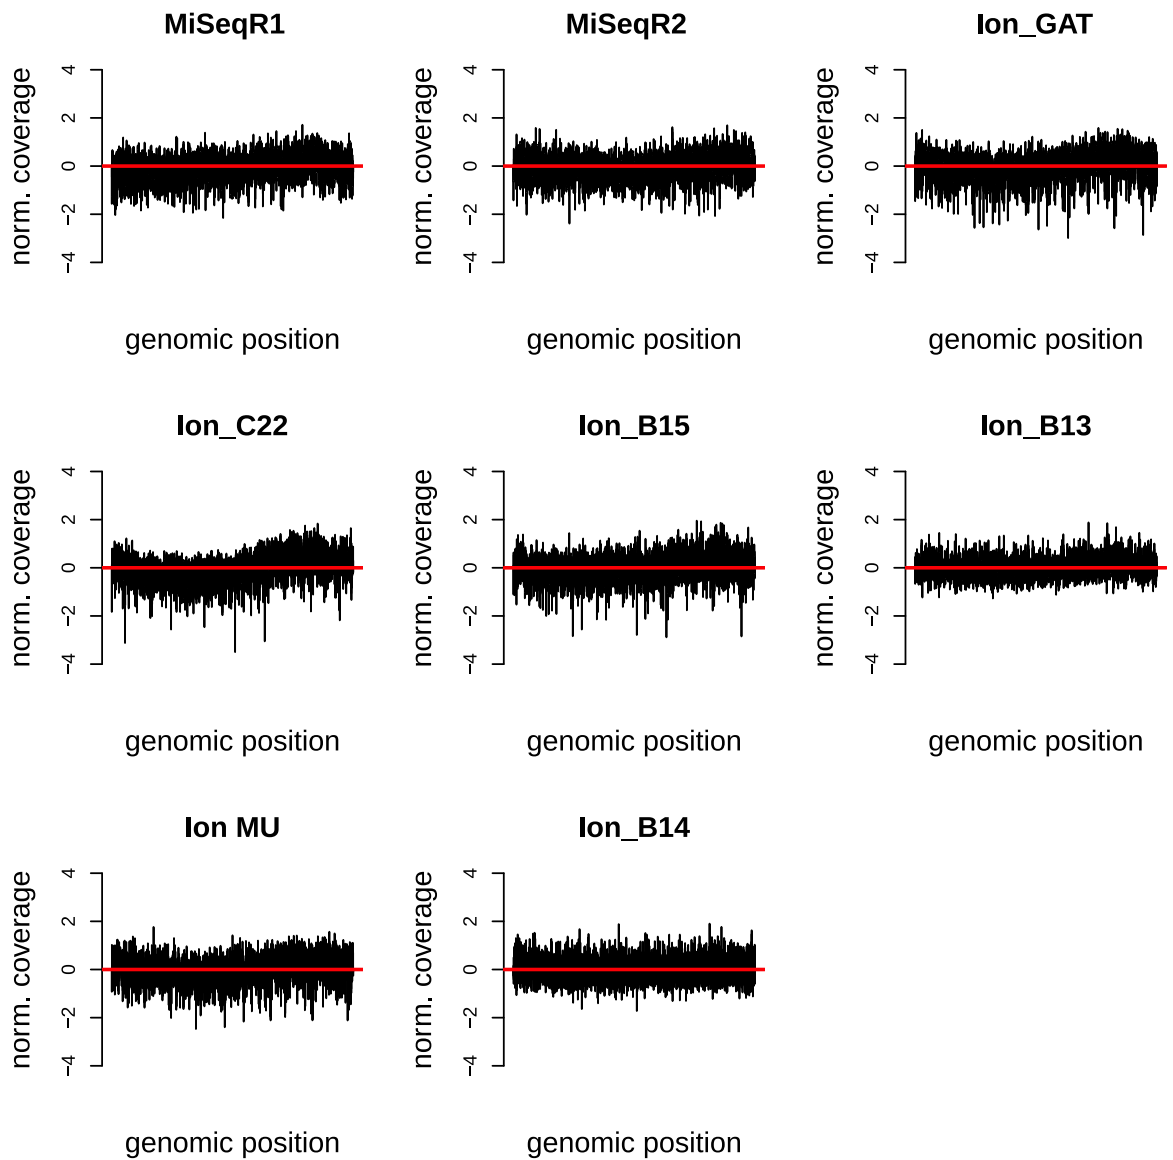 MiSeqR1
norm. coverage
4
2
0
−2
−4
genomic position
MiSeqR2
norm. coverage
4
2
0
−2
−4
genomic position
Ion_GAT
norm. coverage
4
2
0
−2
−4
genomic position
Ion_C22
norm. coverage
4
2
0
−2
−4
genomic position
Ion_B15
norm. coverage
4
2
0
−2
−4
genomic position
Ion_B13
norm. coverage
4
2
0
−2
−4
genomic position
Ion MU
norm. coverage
4
2
0
−2
−4
genomic position
Ion_B14
norm. coverage
4
2
0
−2
−4
genomic position